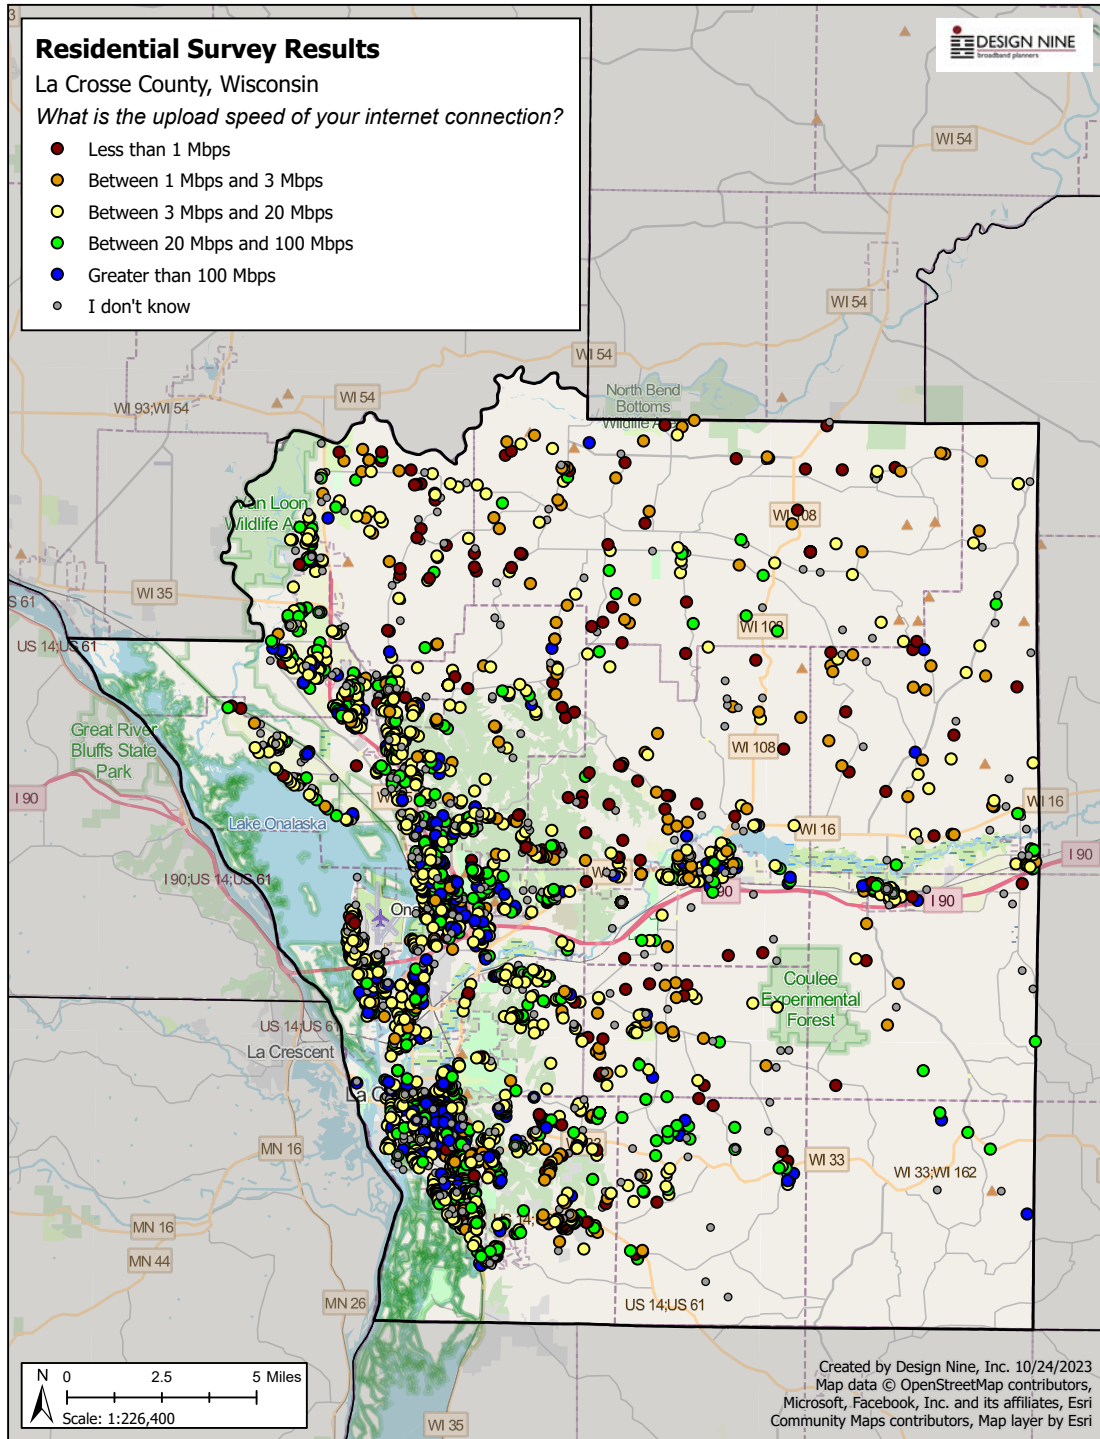 Residential Survey Results
La Crosse County, Wisconsin
What is the upload speed of your internet connection?
Less than 1 Mbps
Between 1 Mbps and 3 Mbps
Between 3 Mbps and 20 Mbps
Between 20 Mbps and 100 Mbps
Greater than 100 Mbps
I don't know
DESIGN NINE
broadband planners
WI 54
WI 54
WI 54
WI 54
WI 93;WI 54
North Bend
Bottoms
Wildlife
Van Loon
Wildlife
WI 108
WI 35
US 14;US 61
WI 108
Great River
Bluffs State
Park
WI 108
I 90
Lake Onalaska
WI 16
WI 16
I 90
I 90;US 14;US 61
I 90
I 90
Coulee
Experimental
Forest
US 14;US 61
La Crescent
MN 16
WI 33
WI 33;WI 162
MN 16
MN 44
MN 26
US 14;US 61
WI 35
N
0
2.5
5 Miles
Scale: 1:226,400
Created by Design Nine, Inc. 10/24/2023
Map data © OpenStreetMap contributors,
Microsoft, Facebook, Inc. and its affiliates, Esri
Community Maps contributors, Map layer by Esri